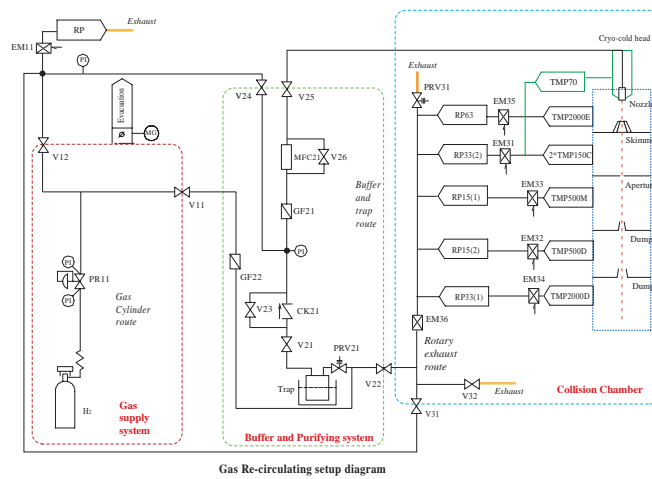 RP
Exhaust
EM11
PI
V12
Evacuation
MG
V24
V25
MFC21
V26
GF21
PI
GF22
V11
PI
PR11
PI
Gas
Cylinder
route
H₂
Gas
supply
system
Buffer
and
trap
route
V23
CK21
V21
PRV21
Trap
V22
Buffer and Purifying system
Exhaust
PRV31
Cryo-cold head
TMP70
RP63
EM35
TMP2000E
RP33(2)
EM31
2*TMP150C
RP15(1)
EM33
TMP500M
RP15(2)
EM32
TMP500D
RP33(1)
EM34
TMP2000D
Nozzl
Skimm
Apertur
Dump
Dump
EM36
Rotary
exhaust
route
V32
Exhaust
V31
Collision Chamber
Gas Re-circulating setup diagram